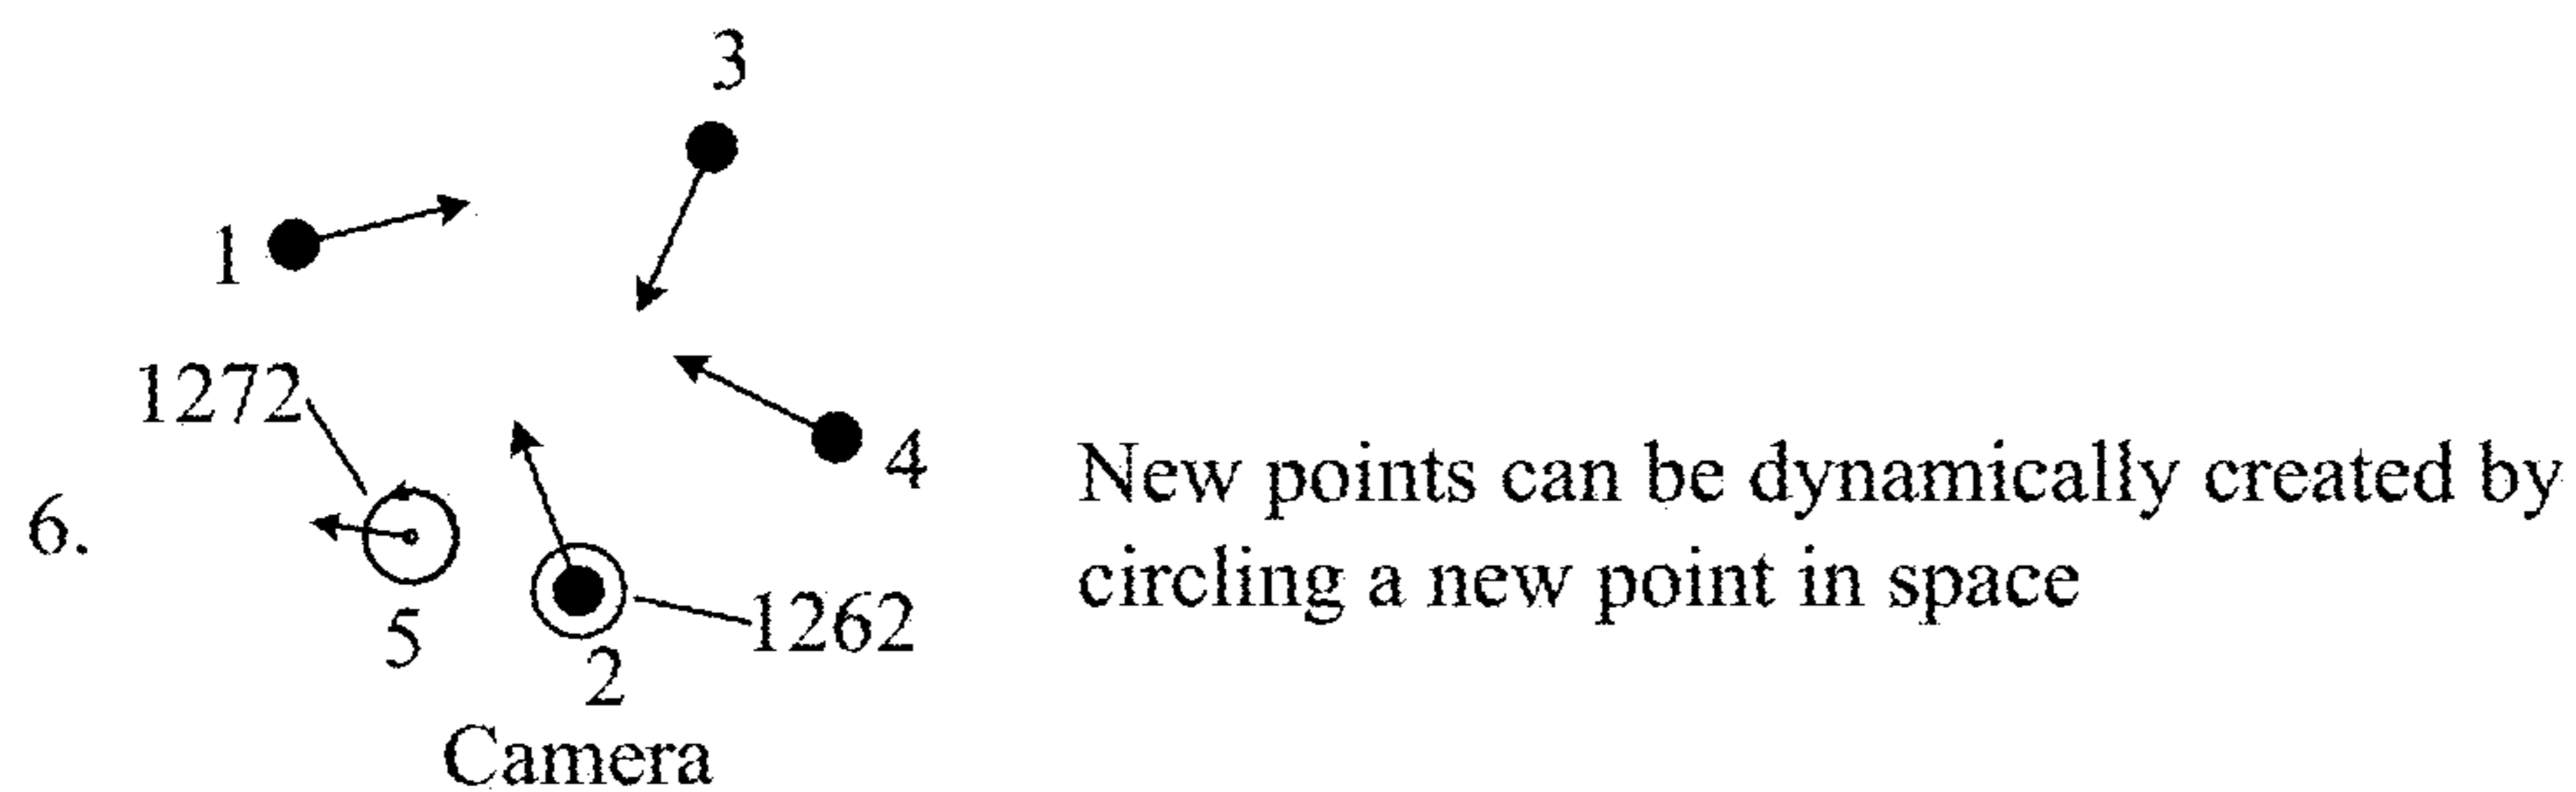 3
1
1272
4
6.
5
1262
2
Camera
New points can be dynamically created by
circling a new point in space